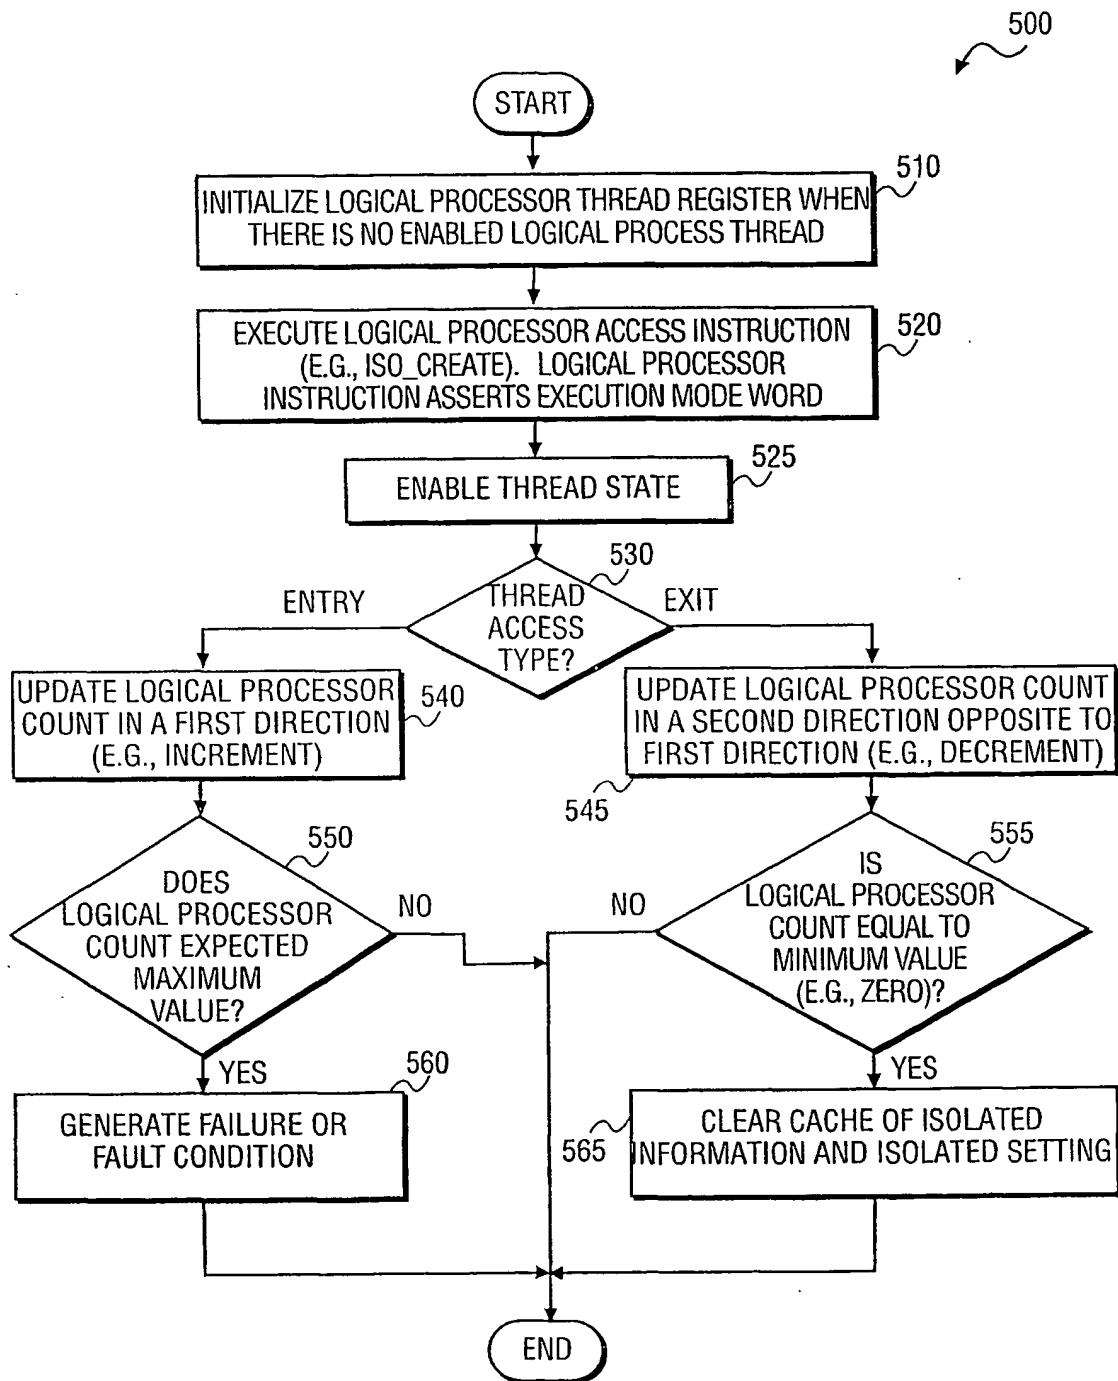 500
START
510
INITIALIZE LOGICAL PROCESSOR THREAD REGISTER WHEN
THERE IS NO ENABLED LOGICAL PROCESS THREAD
EXECUTE LOGICAL PROCESSOR ACCESS INSTRUCTION
(E.G., ISO_CREATE). LOGICAL PROCESSOR
INSTRUCTION ASSERTS EXECUTION MODE WORD
520
ENABLE THREAD STATE
525
530
THREAD
ACCESS
TYPE?
ENTRY
EXIT
UPDATE LOGICAL PROCESSOR
COUNT IN A FIRST DIRECTION
(E.G., INCREMENT)
540
UPDATE LOGICAL PROCESSOR COUNT
IN A SECOND DIRECTION OPPOSITE TO
FIRST DIRECTION (E.G., DECREMENT)
545
550
DOES
LOGICAL PROCESSOR
COUNT EXPECTED
MAXIMUM
VALUE?
NO
YES
555
IS
LOGICAL PROCESSOR
COUNT EQUAL TO
MINIMUM VALUE
(E.G., ZERO)?
NO
YES
560
GENERATE FAILURE OR
FAULT CONDITION
565
CLEAR CACHE OF ISOLATED
INFORMATION AND ISOLATED SETTING
END